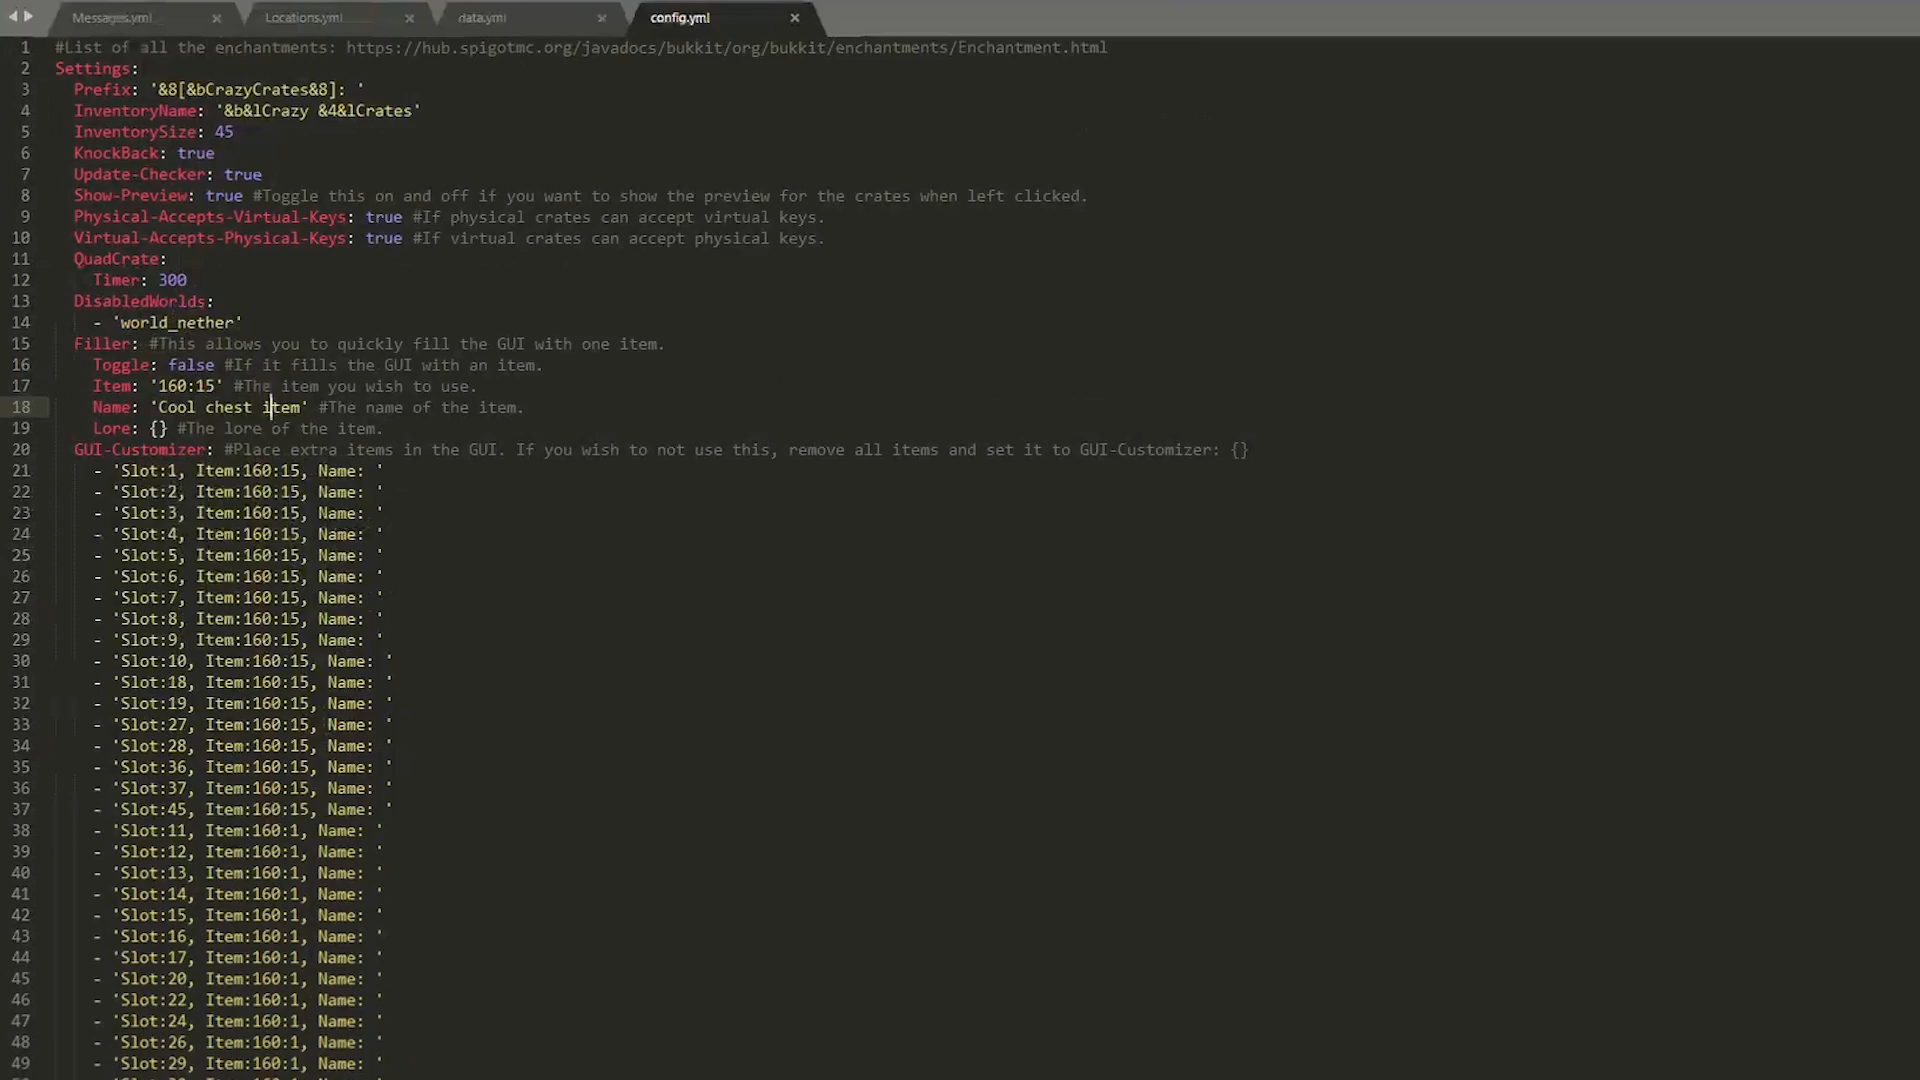 Messages.yml
Locations.yml
data.yml
config.yml
1 #List of all the enchantments: https://hub.spigotmc.org/javadocs/bukkit/org/bukkit/enchantments/Enchantment.html
2 Settings:
3 Prefix: '&8[&bCrazyCrates&8]: '
4 InventoryName: '&b&lCrazy &4&lCrates'
5 InventorySize: 45
6 KnockBack: true
7 Update-Checker: true
8 Show-Preview: true #Toggle this on and off if you want to show the preview for the crates when left clicked.
9 Physical-Accepts-Virtual-Keys: true #If physical crates can accept virtual keys.
10 Virtual-Accepts-Physical-Keys: true #If virtual crates can accept physical keys.
11 QuadCrate:
12 Timer: 300
13 DisabledWorlds:
14 - 'world_nether'
15 Filler: #This allows you to quickly fill the GUI with one item.
16 Toggle: false #If it fills the GUI with an item.
17 Item: '160:15' #The item you wish to use.
18 Name: 'Cool chest item' #The name of the item.
19 Lore: {} #The lore of the item.
20 GUI-Customizer: #Place extra items in the GUI. If you wish to not use this, remove all items and set it to GUI-Customizer: {}
21 - 'Slot:1, Item:160:15, Name: '
22 - 'Slot:2, Item:160:15, Name: '
23 - 'Slot:3, Item:160:15, Name: '
24 - 'Slot:4, Item:160:15, Name: '
25 - 'Slot:5, Item:160:15, Name: '
26 - 'Slot:6, Item:160:15, Name: '
27 - 'Slot:7, Item:160:15, Name: '
28 - 'Slot:8, Item:160:15, Name: '
29 - 'Slot:9, Item:160:15, Name: '
30 - 'Slot:10, Item:160:15, Name: '
31 - 'Slot:18, Item:160:15, Name: '
32 - 'Slot:19, Item:160:15, Name: '
33 - 'Slot:27, Item:160:15, Name: '
34 - 'Slot:28, Item:160:15, Name: '
35 - 'Slot:36, Item:160:15, Name: '
36 - 'Slot:37, Item:160:15, Name: '
37 - 'Slot:45, Item:160:15, Name: '
38 - 'Slot:11, Item:160:1, Name: '
39 - 'Slot:12, Item:160:1, Name: '
40 - 'Slot:13, Item:160:1, Name: '
41 - 'Slot:14, Item:160:1, Name: '
42 - 'Slot:15, Item:160:1, Name: '
43 - 'Slot:16, Item:160:1, Name: '
44 - 'Slot:17, Item:160:1, Name: '
45 - 'Slot:20, Item:160:1, Name: '
46 - 'Slot:22, Item:160:1, Name: '
47 - 'Slot:24, Item:160:1, Name: '
48 - 'Slot:26, Item:160:1, Name: '
49 - 'Slot:29, Item:160:1, Name: '